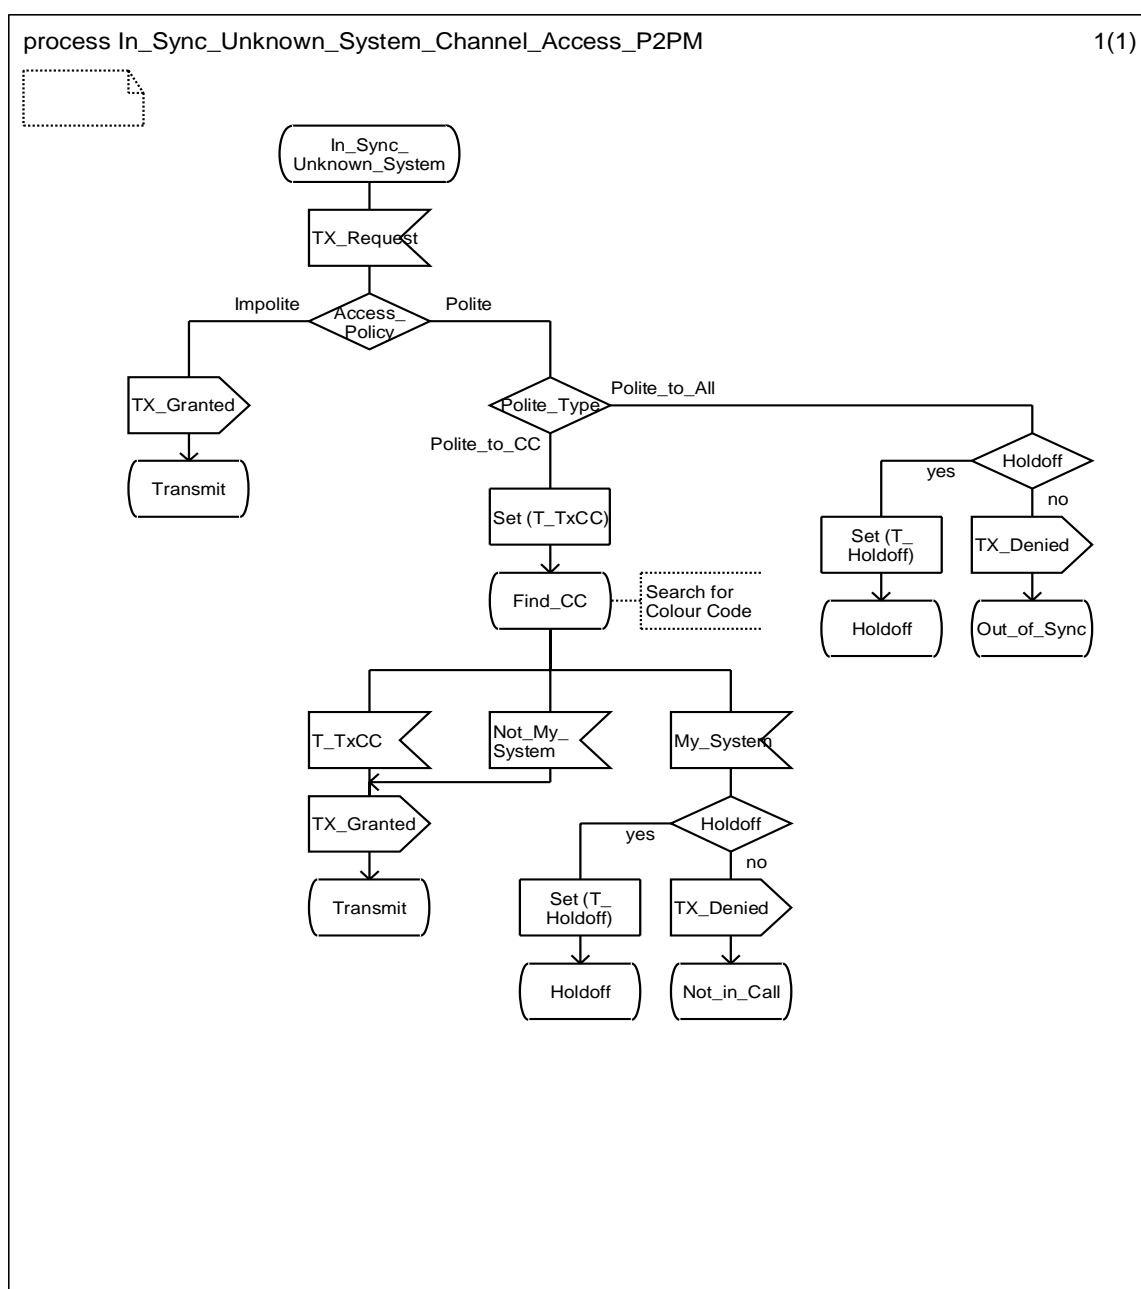 process In_Sync_Unknown_System_Channel_Access_P2PM 1(1)
In_Sync_
Unknown_System
TX_Request
Impolite
Access_
Policy
Polite
TX_Granted
Transmit
Polite_Type
Polite_to_All
Polite_to_CC
Holdoff
yes
no
Set (T_TxCC)
Set (T_
Holdoff)
TX_Denied
Find_CC
Search for
Colour Code
Holdoff
Out_of_Sync
T_TxCC
Not_My_
System
My_System
TX_Granted
Holdoff
yes
no
Transmit
Set (T_
Holdoff)
TX_Denied
Holdoff
Not_in_Call